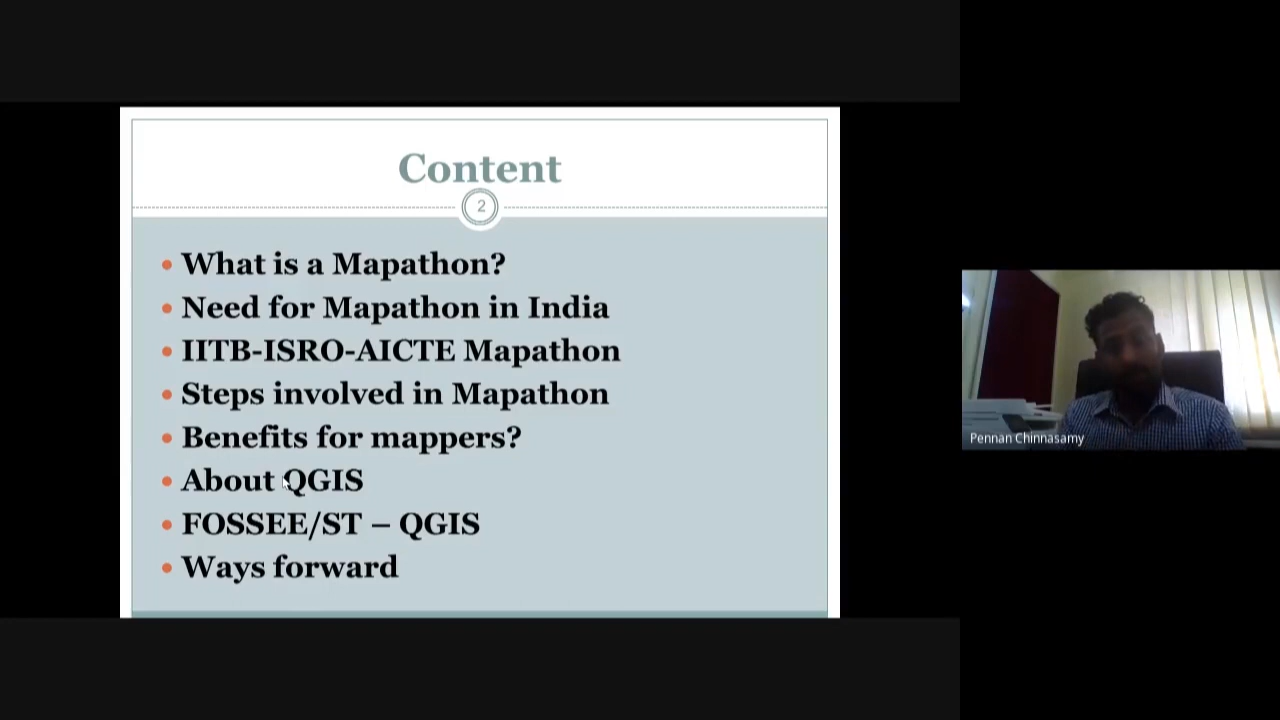 Content
2
What is a Mapathon?
Need for Mapathon in India
IITB-ISRO-AICTE Mapathon
Steps involved in Mapathon
Benefits for mappers?
About QGIS
FOSSEE/ST – QGIS
Ways forward
Pennan Chinnasamy